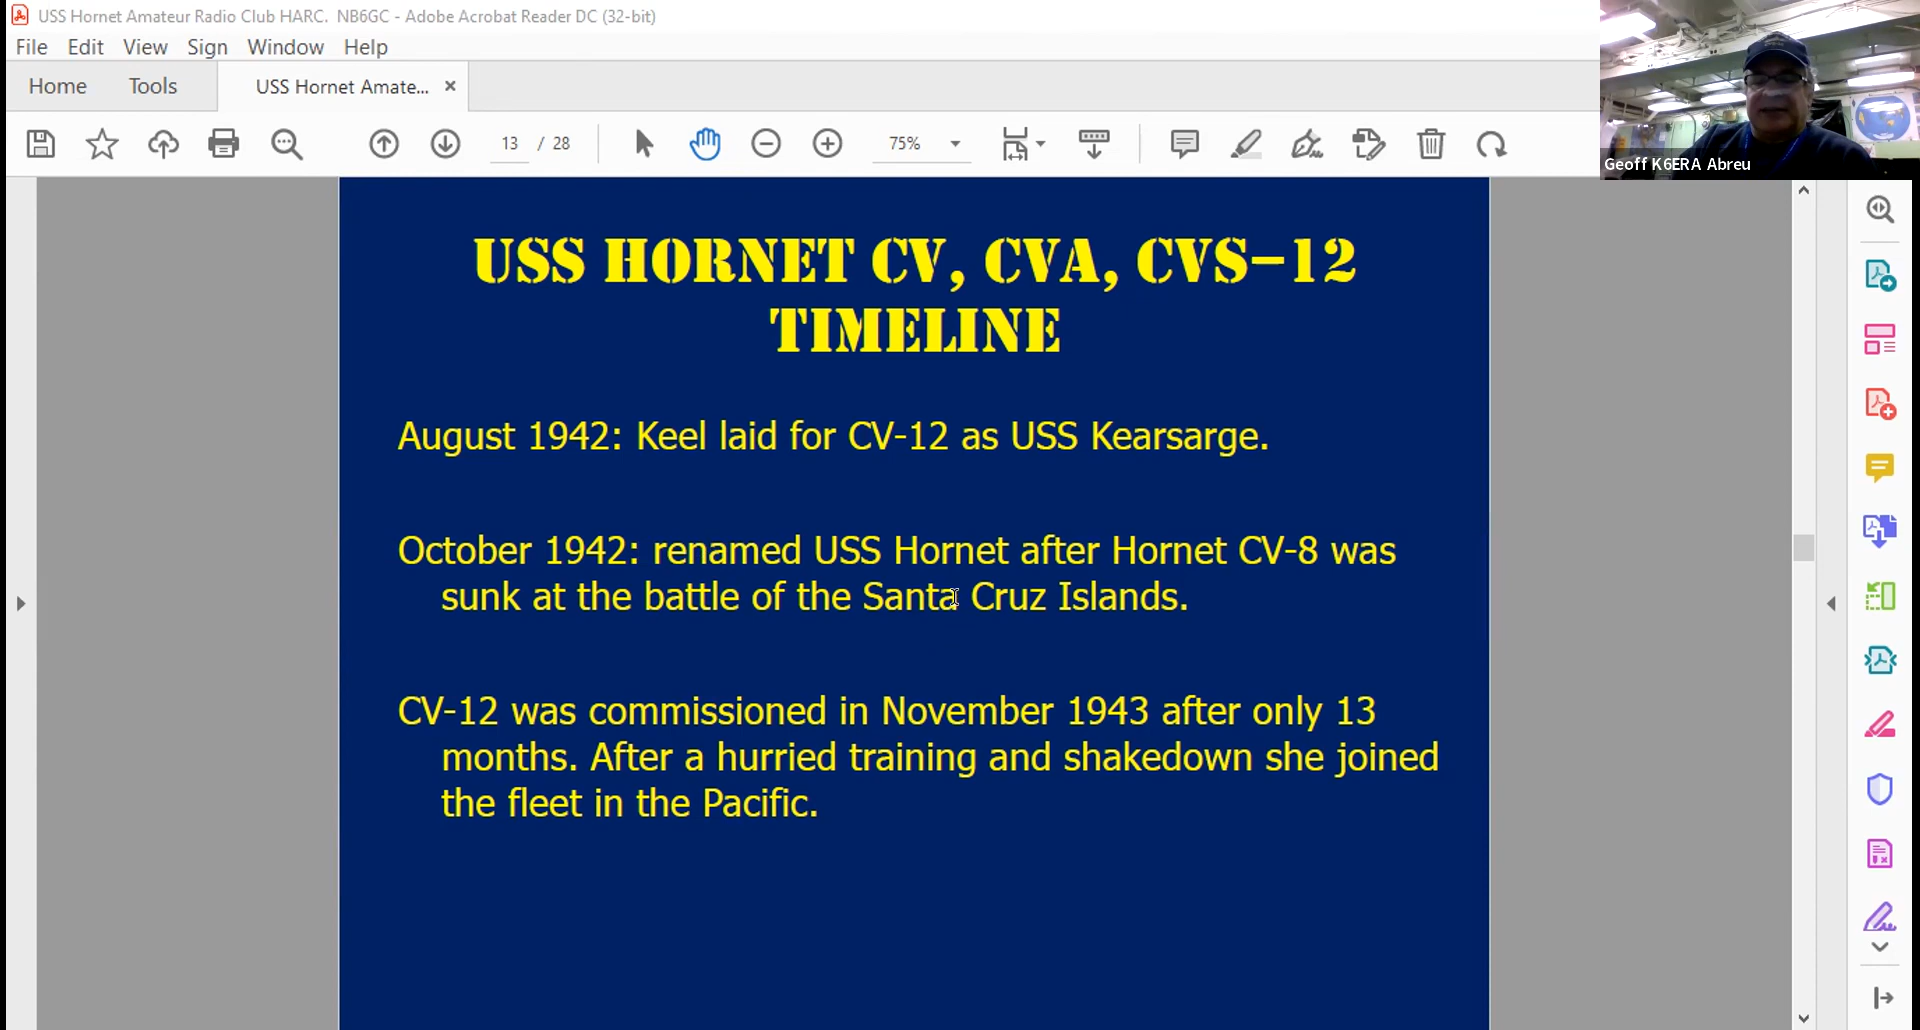 USS Hornet Amateur Radio Club HARC.  NB6GC - Adobe Acrobat Reader DC (32-bit)
File Edit View Sign Window Help
Home Tools USS Hornet Amate... ×
13 / 28 75%
Geoff K6ERA Abreu
USS HORNET CV, CVA, CVS–12
TIMELINE
August 1942: Keel laid for CV-12 as USS Kearsarge.
October 1942: renamed USS Hornet after Hornet CV-8 was
sunk at the battle of the Santa Cruz Islands.
CV-12 was commissioned in November 1943 after only 13
months. After a hurried training and shakedown she joined
the fleet in the Pacific.